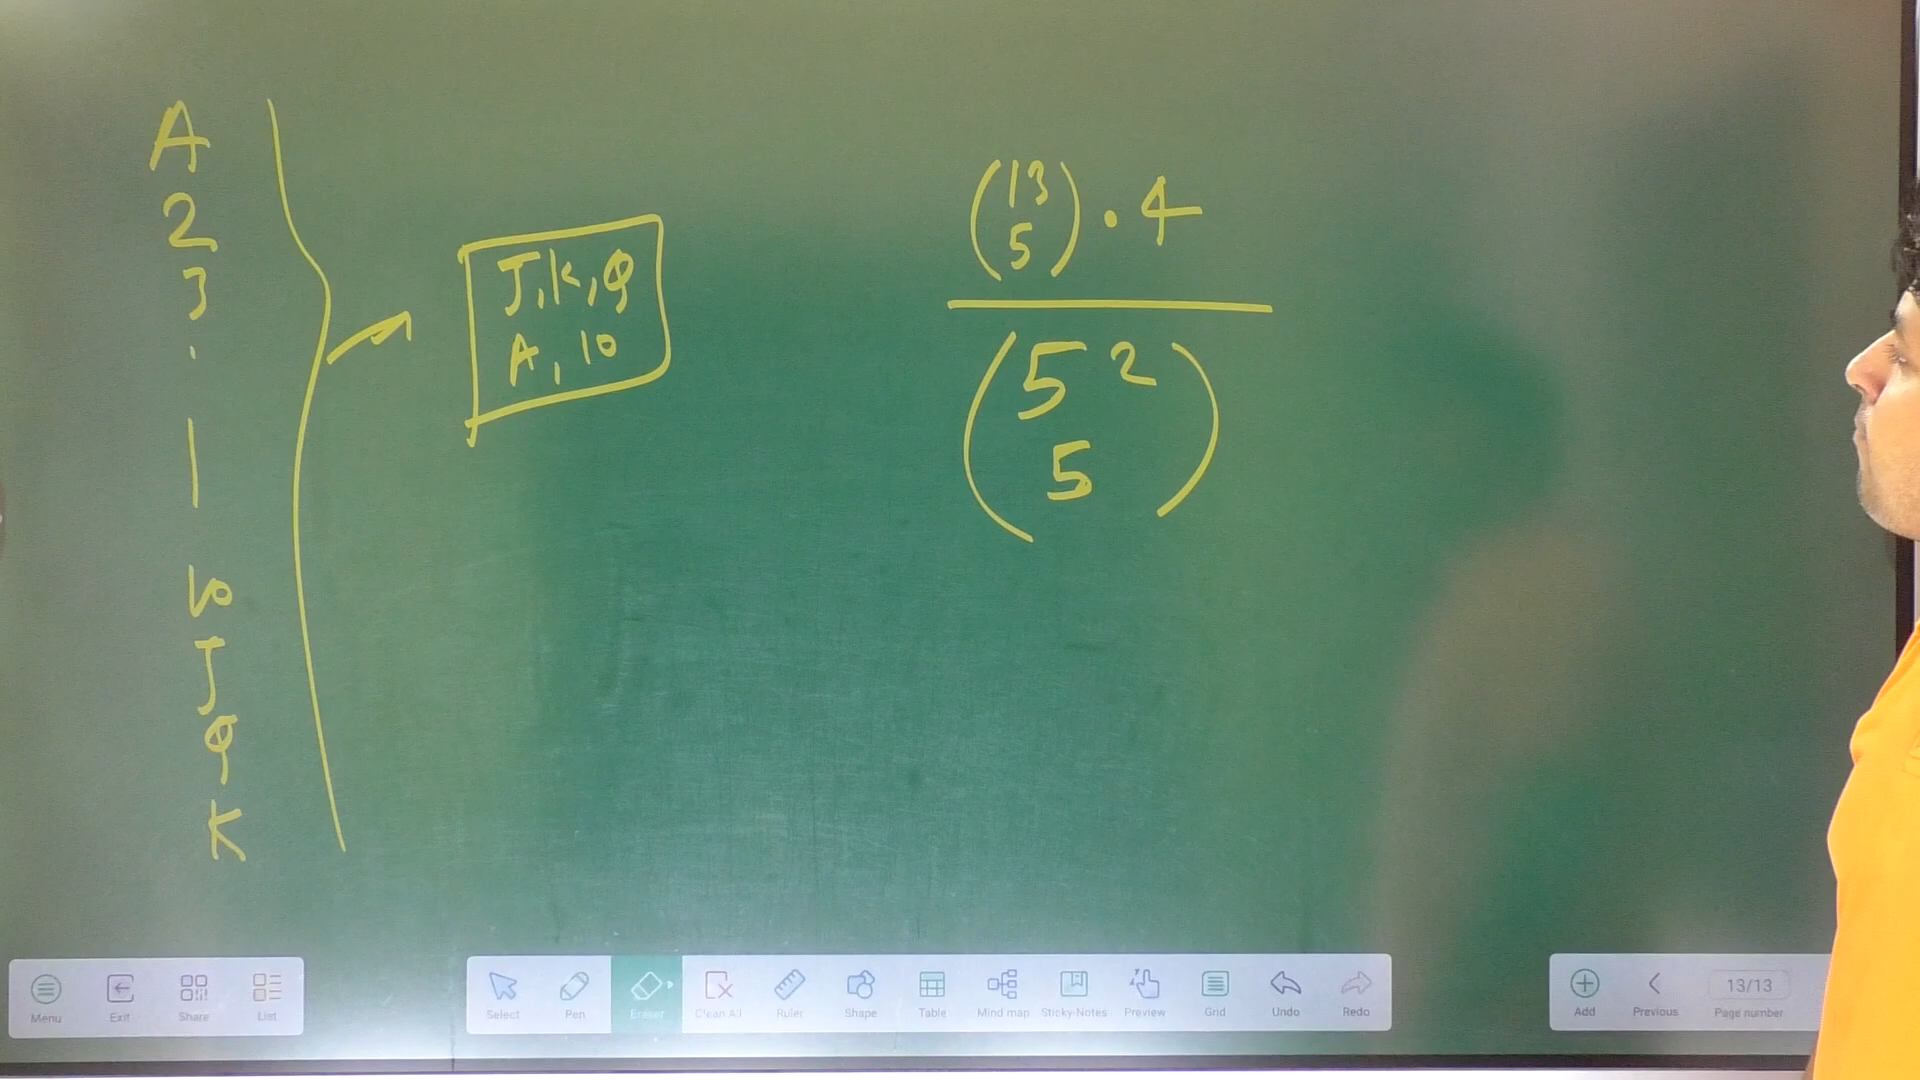 A
2
3
.
|
10
J
Q
K
J, K, Q
A, 10
(13
5) . 4
(52
5)
Menu
Exit
Share
List
Select
Pen
Eraser
Clean All
Ruler
Shape
Table
Mind map
Sticky-Notes
Preview
Grid
Undo
Redo
Add
Previous
13/13
Page number